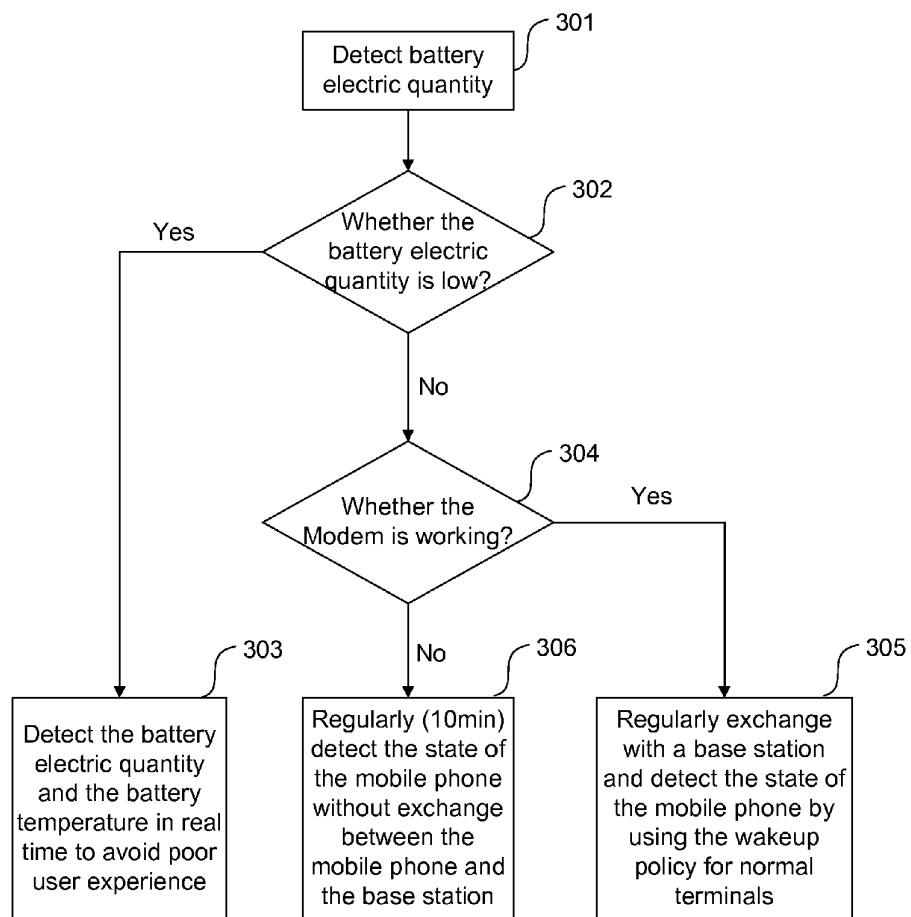 301
Detect battery
electric quantity
302
Whether the
battery electric
quantity is low?
Yes
No
304
Whether the
Modem is working?
Yes
No
303
Detect the battery
electric quantity
and the battery
temperature in real
time to avoid poor
user experience
306
Regularly (10min)
detect the state of
the mobile phone
without exchange
between the
mobile phone and
the base station
305
Regularly exchange
with a base station
and detect the state of
the mobile phone by
using the wakeup
policy for normal
terminals